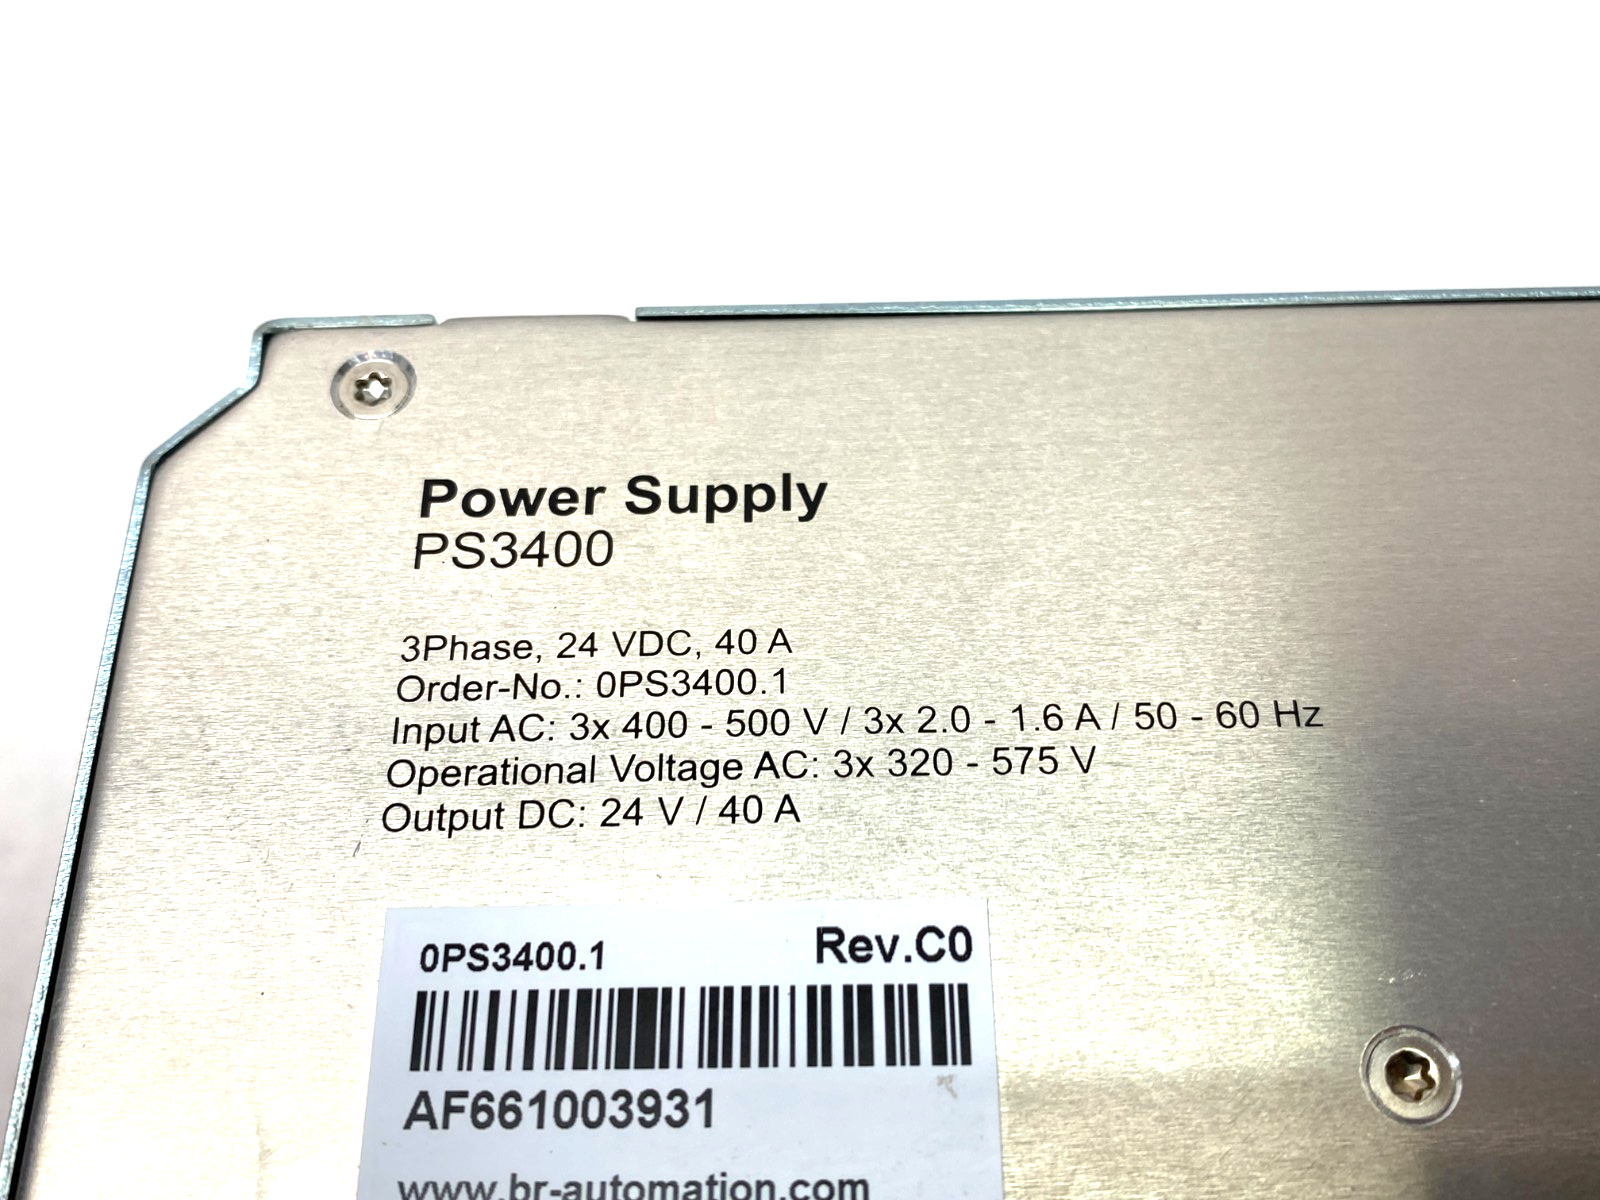 Power Supply
PS3400
3Phase, 24 VDC, 40 A
Order-No.: 0PS3400.1
Input AC: 3x 400 - 500 V / 3x 2.0 - 1.6 A / 50 - 60 Hz
Operational Voltage AC: 3x 320 - 575 V
Output DC: 24 V / 40 A
0PS3400.1 Rev.C0
AF661003931
www.br-automation.com